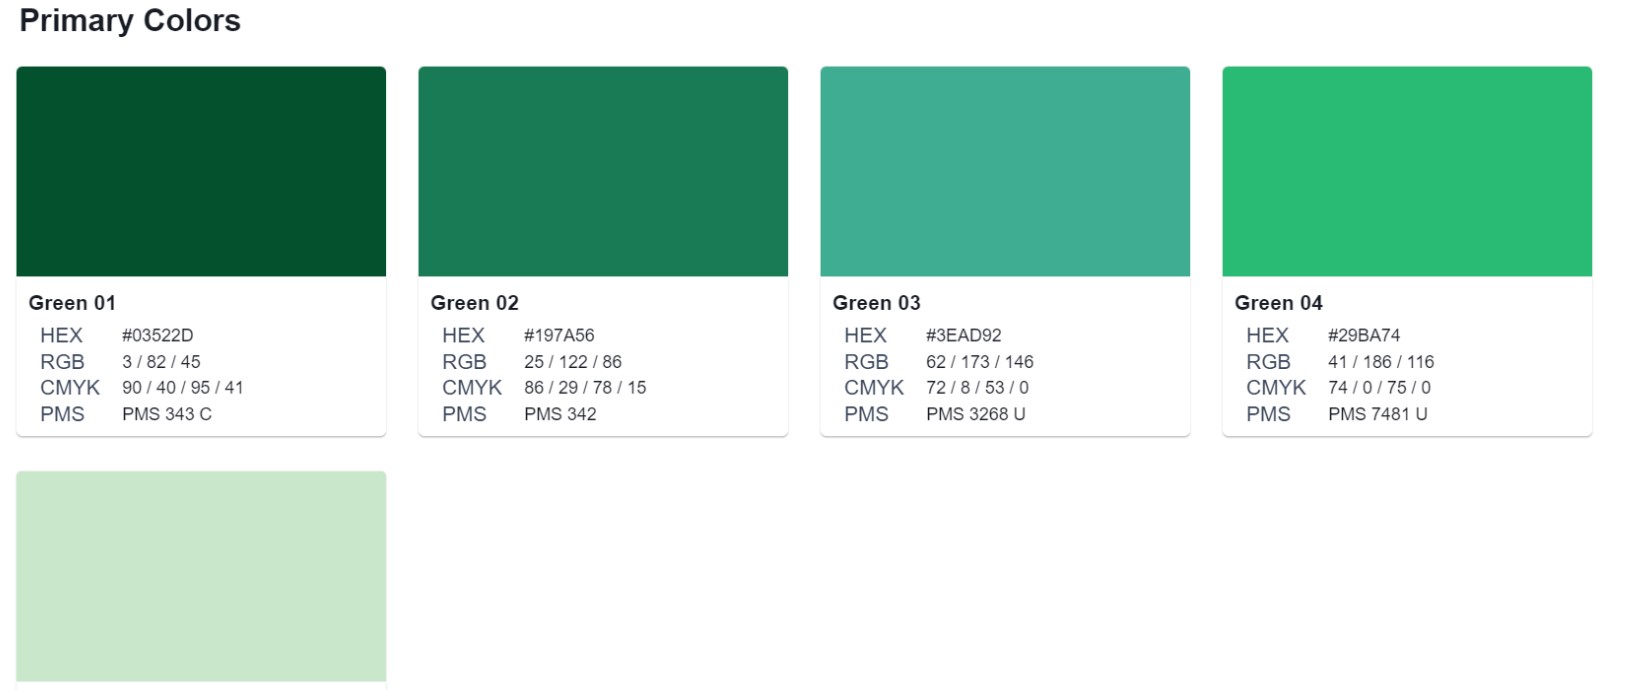 Primary Colors
Green 01
HEX #03522D
RGB 3 / 82 / 45
CMYK 90 / 40 / 95 / 41
PMS PMS 343 C
Green 02
HEX #197A56
RGB 25 / 122 / 86
CMYK 86 / 29 / 78 / 15
PMS PMS 342
Green 03
HEX #3EAD92
RGB 62 / 173 / 146
CMYK 72 / 8 / 53 / 0
PMS PMS 3268 U
Green 04
HEX #29BA74
RGB 41 / 186 / 116
CMYK 74 / 0 / 75 / 0
PMS PMS 7481 U